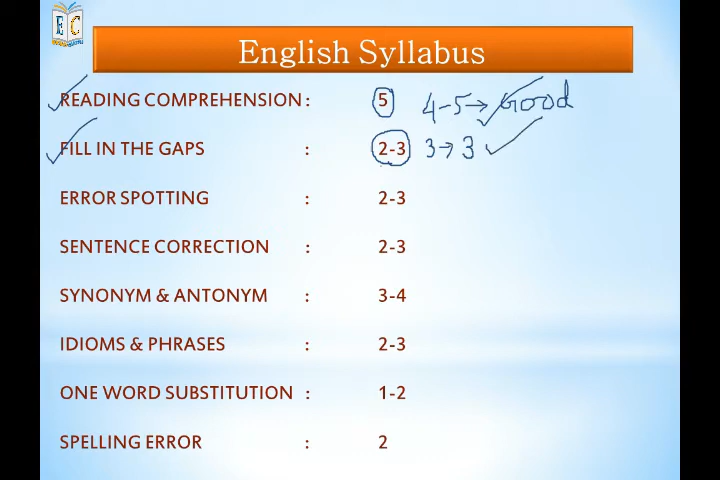 EC
English Syllabus
READING COMPREHENSION : 5 4-5→ Good
FILL IN THE GAPS : 2-3 3→3
ERROR SPOTTING : 2-3
SENTENCE CORRECTION : 2-3
SYNONYM & ANTONYM : 3-4
IDIOMS & PHRASES : 2-3
ONE WORD SUBSTITUTION : 1-2
SPELLING ERROR : 2